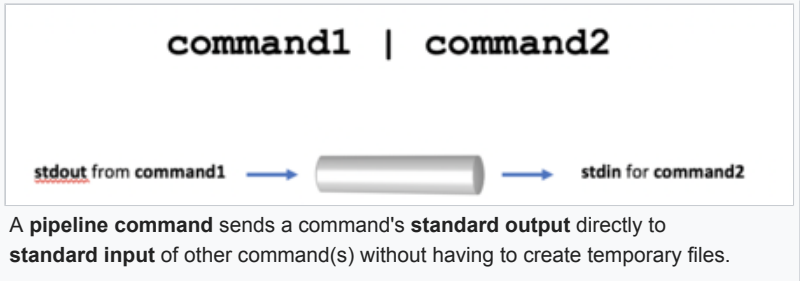 command1 | command2
stdout from command1 stdin for command2
A pipeline command sends a command's standard output directly to
standard input of other command(s) without having to create temporary files.